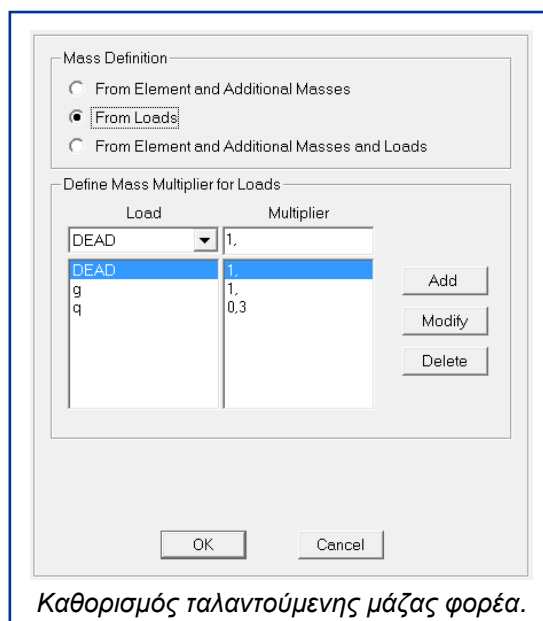 Mass Definition
From Element and Additional Masses
From Loads
From Element and Additional Masses and Loads
Define Mass Multiplier for Loads
Load Multiplier
DEAD 1,
DEAD 1,
g 1,
q 0,3
Add
Modify
Delete
OK Cancel
Καθορισμός ταλαντούμενης μάζας φορέα.